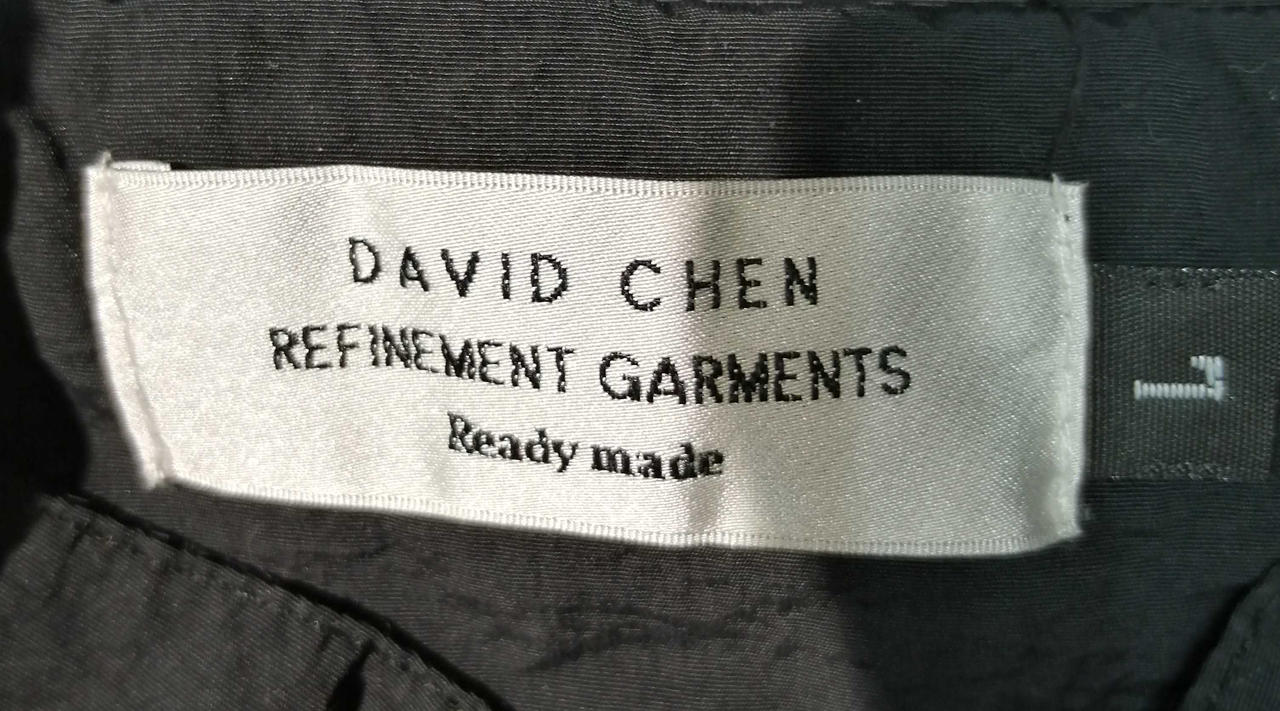 DAVID CHEN
REFINEMENT GARMENTS
Ready made
L